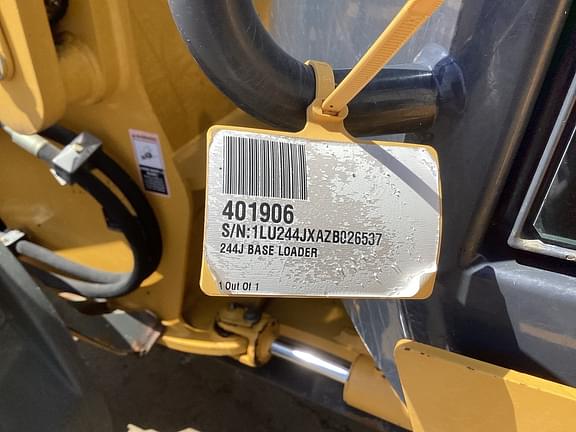 401906
S/N:1LU244JXAZB026537
244J BASE LOADER
1 Out Of 1